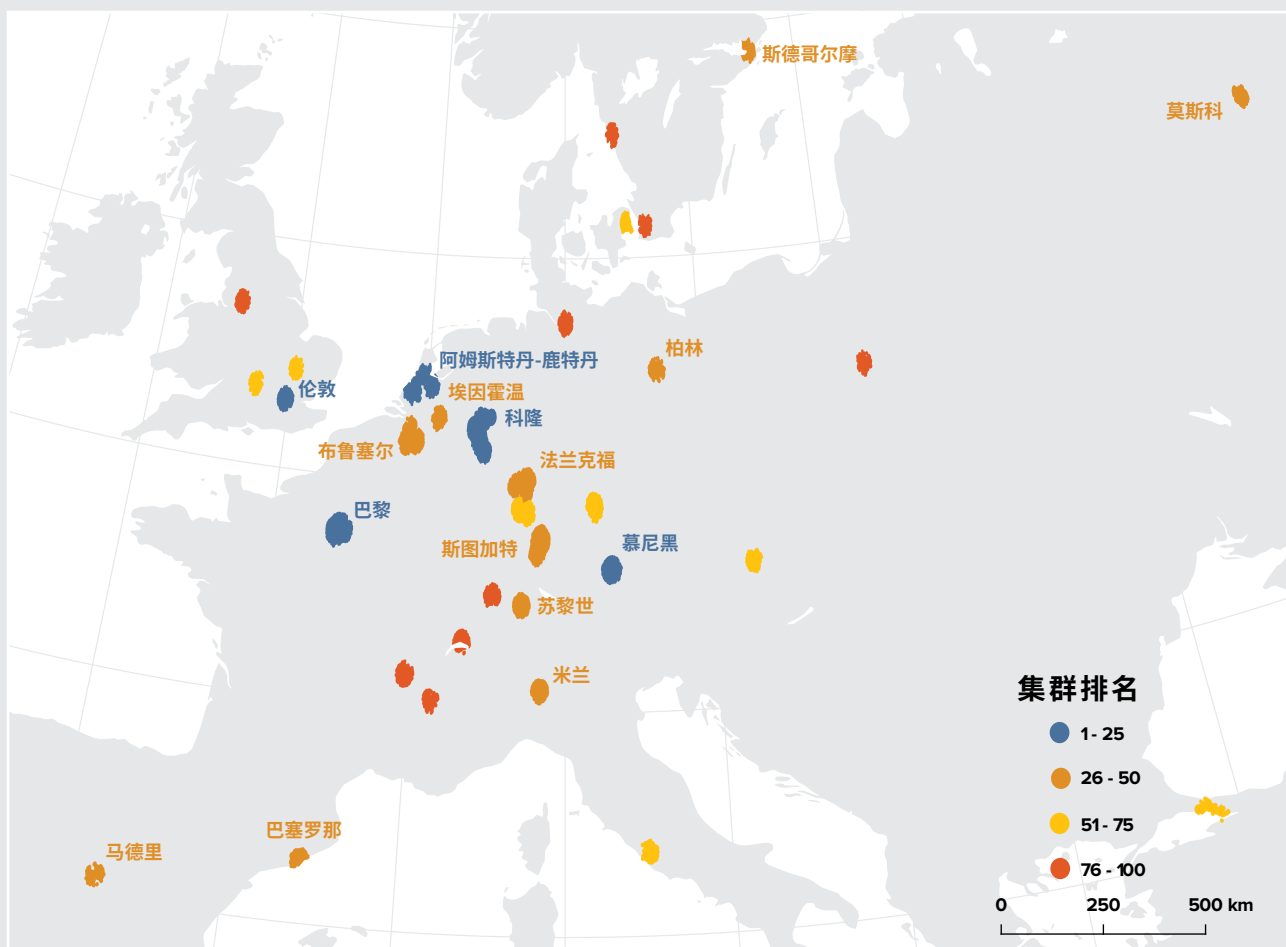 斯德哥尔摩
莫斯科
柏林
阿姆斯特丹-鹿特丹
伦敦
埃因霍温
科隆
布鲁塞尔
法兰克福
巴黎
斯图加特
慕尼黑
苏黎世
米兰
巴塞罗那
马德里
集群排名
1 - 25
26 - 50
51 - 75
76 - 100
0 250 500 km